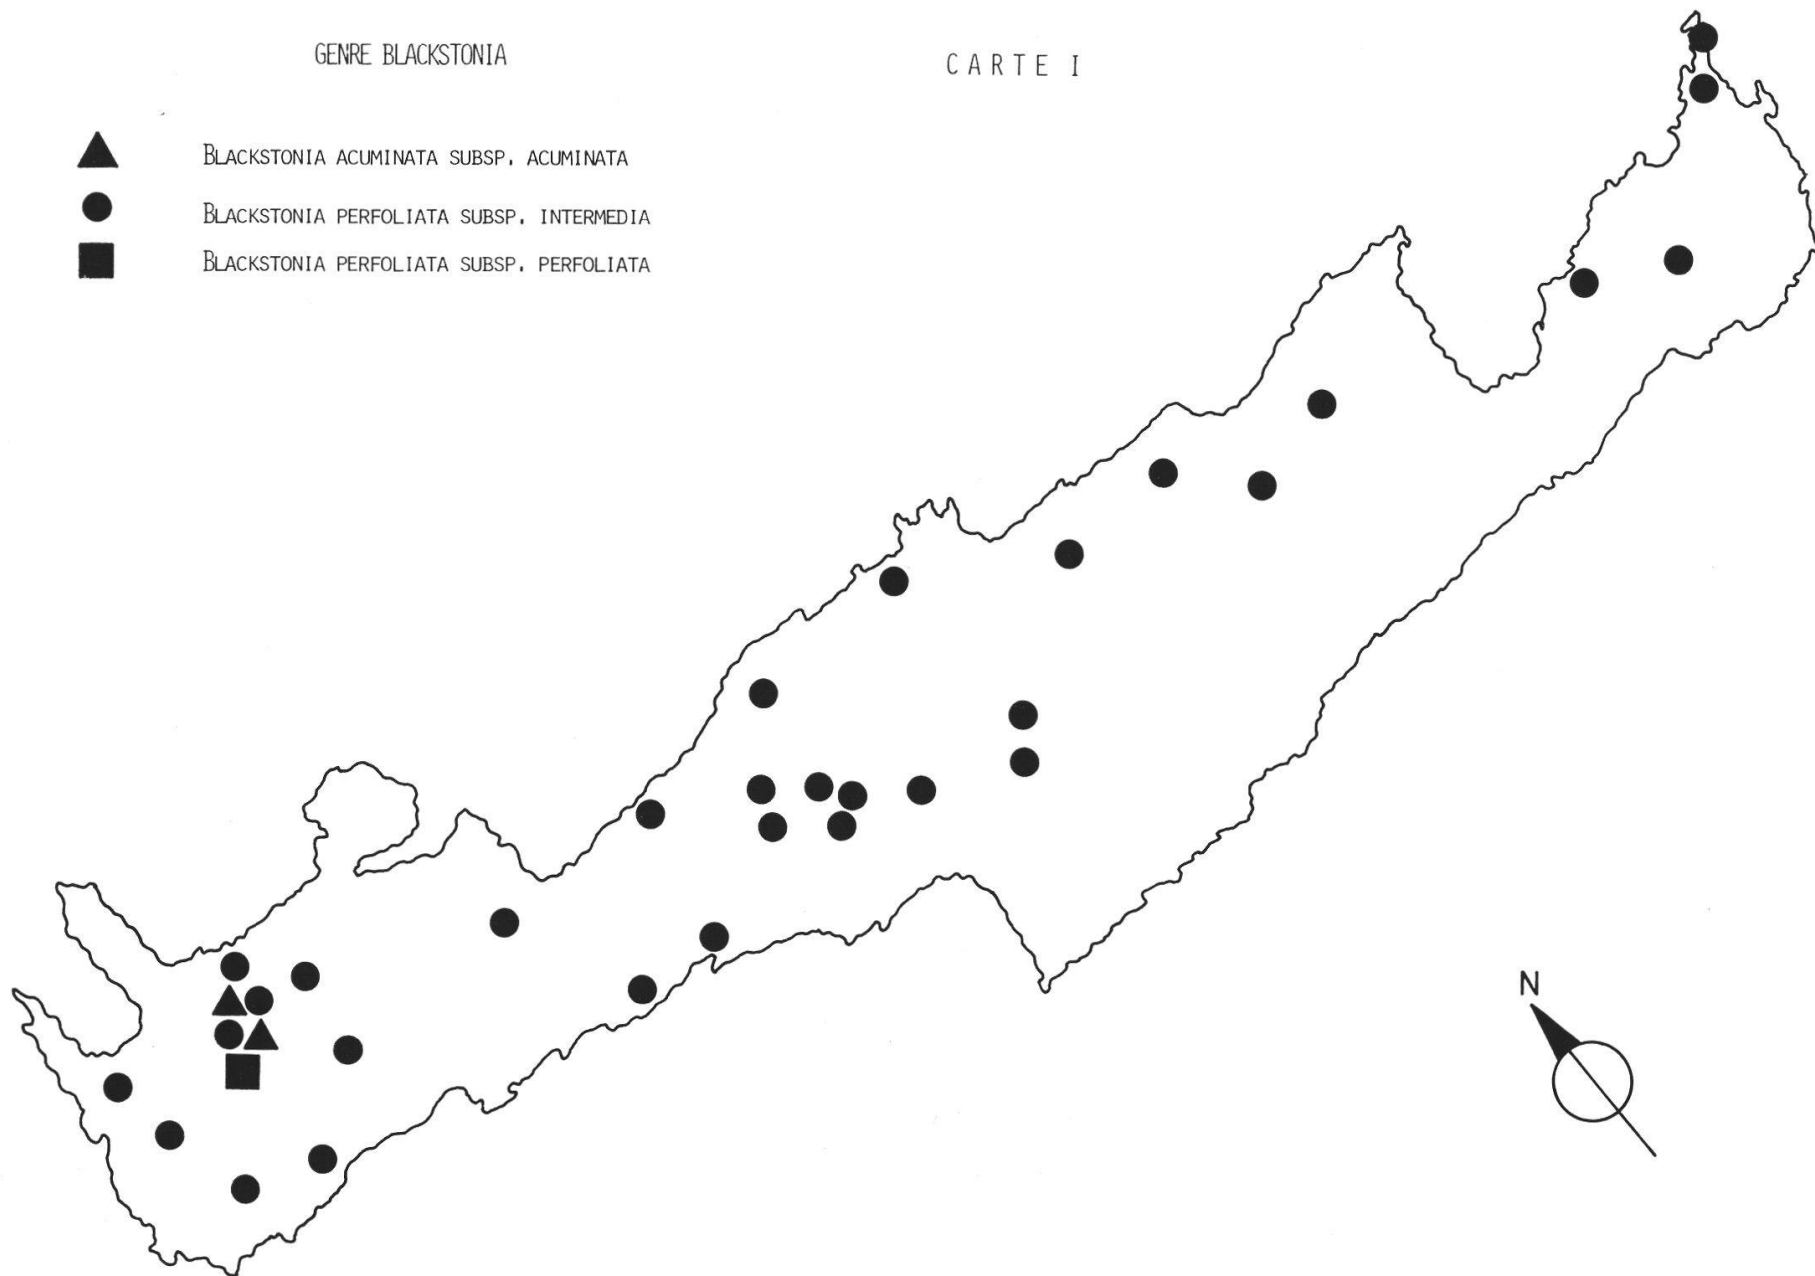 GENRE BLACKSTONIA
CARTE I
BLACKSTONIA ACUMINATA SUBSP. ACUMINATA
BLACKSTONIA PERFOLIATA SUBSP. INTERMEDIA
BLACKSTONIA PERFOLIATA SUBSP. PERFOLIATA
N